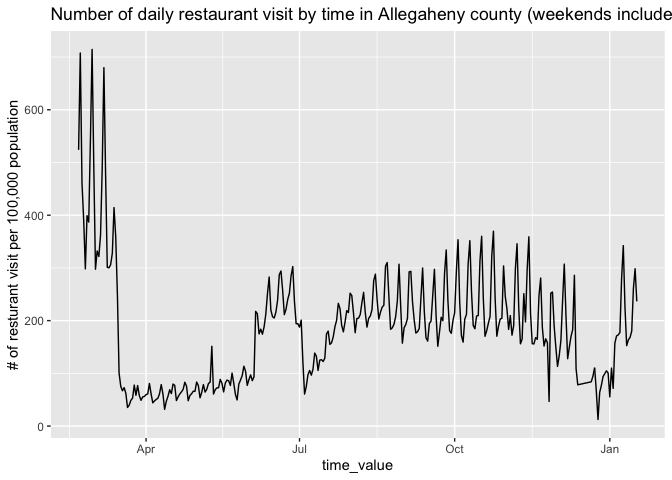 Number of daily restaurant visit by time in Allegaheny county (weekends include
# of resturant visit per 100,000 population
600
400
200
0
Apr
Jul
Oct
Jan
time_value